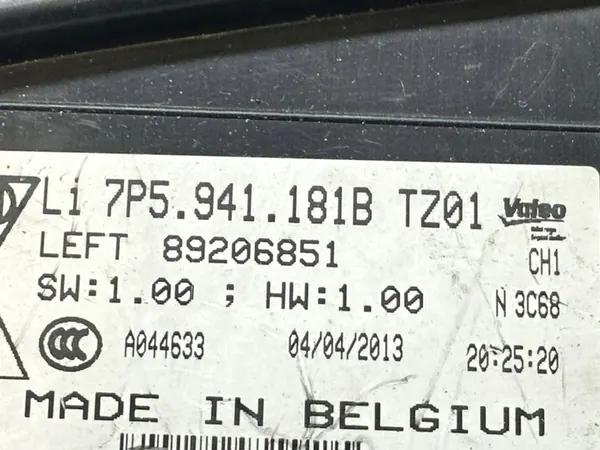 Li 7P5.941.181B TZ01 Valeo
LEFT 89206851 CH1
SW:1.00 ; HW:1.00 N 3C68
CCC A044633 04/04/2013 20:25:20
MADE IN BELGIUM